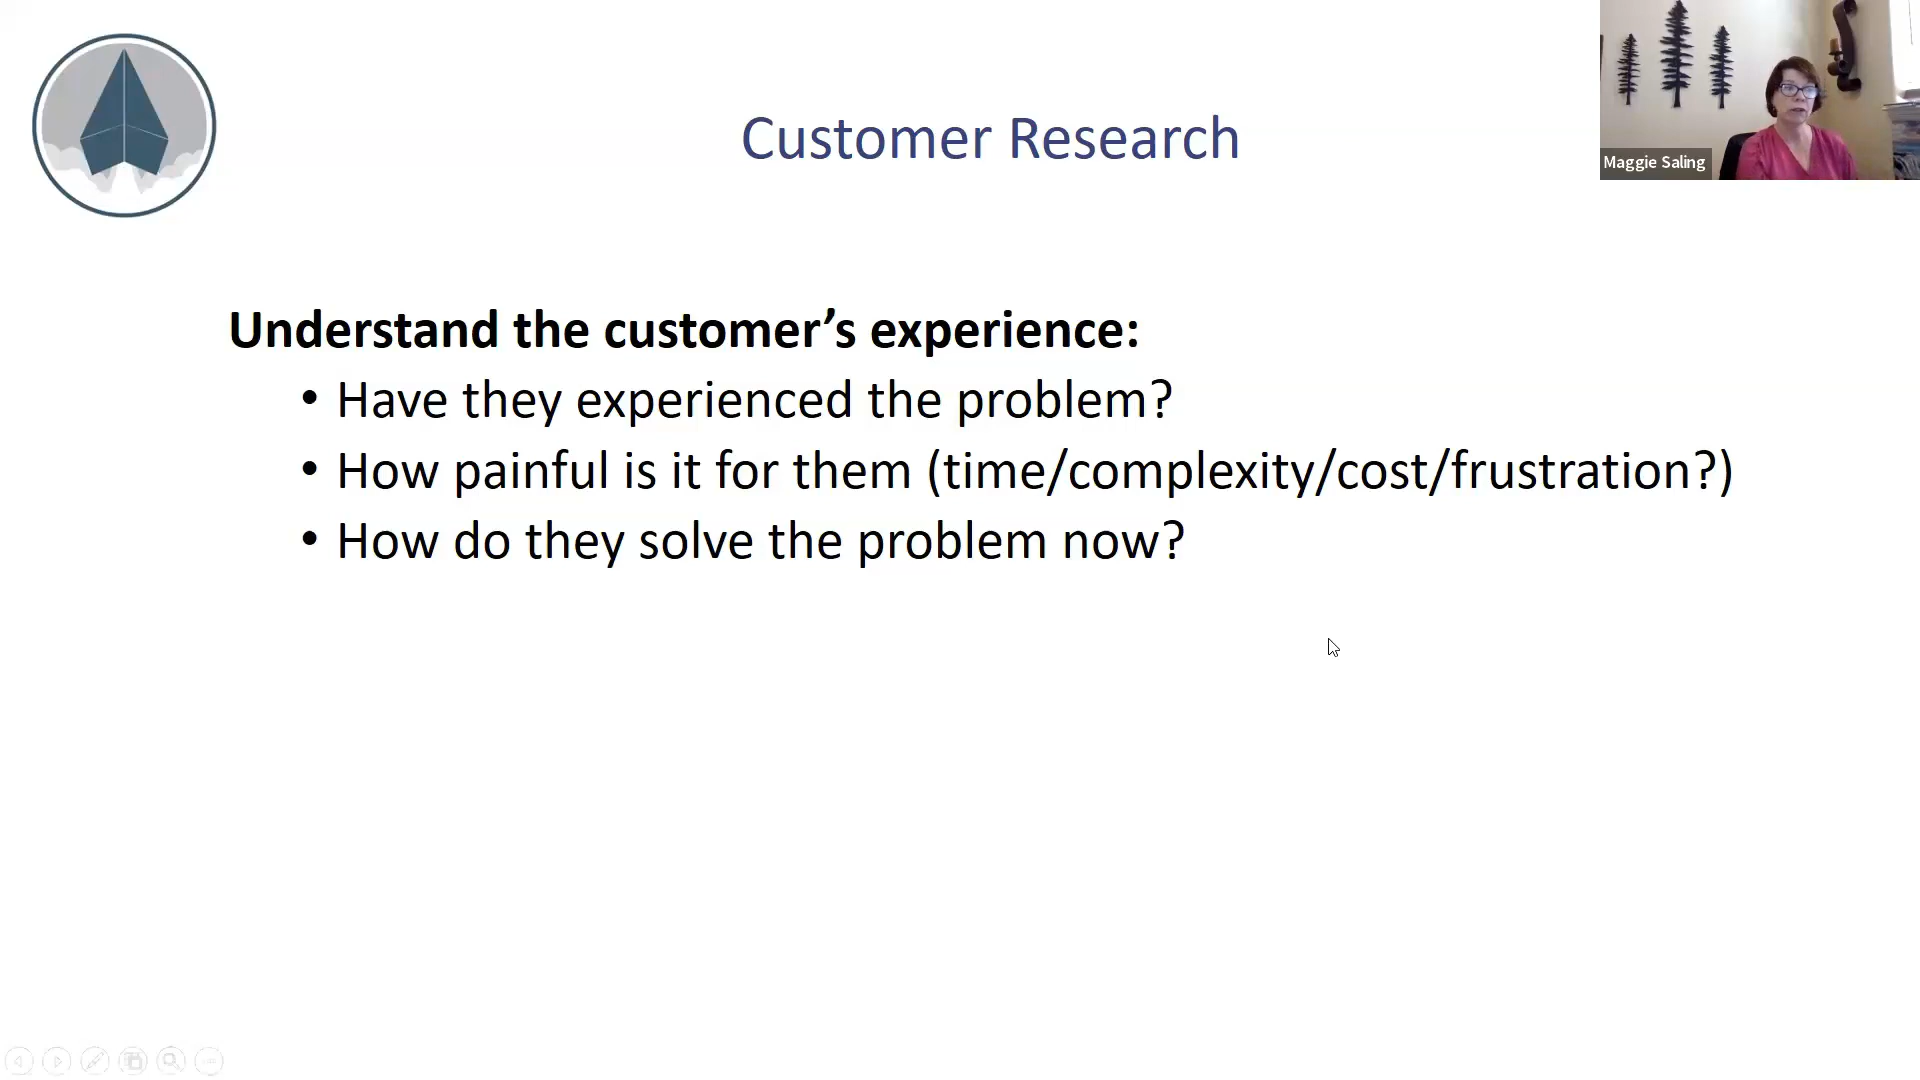 Customer Research
Maggie Saling
Understand the customer’s experience:
• Have they experienced the problem?
• How painful is it for them (time/complexity/cost/frustration?)
• How do they solve the problem now?